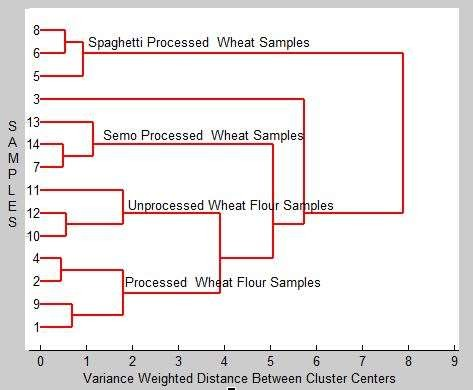 8
Spaghetti Processed Wheat Samples
6
5
3
13
Semo Processed Wheat Samples
14
7
11
Unprocessed Wheat Flour Samples
12
10
4
Processed Wheat Flour Samples
2
9
1
SAMPLES
0 1 2 3 4 5 6 7 8 9
Variance Weighted Distance Between Cluster Centers